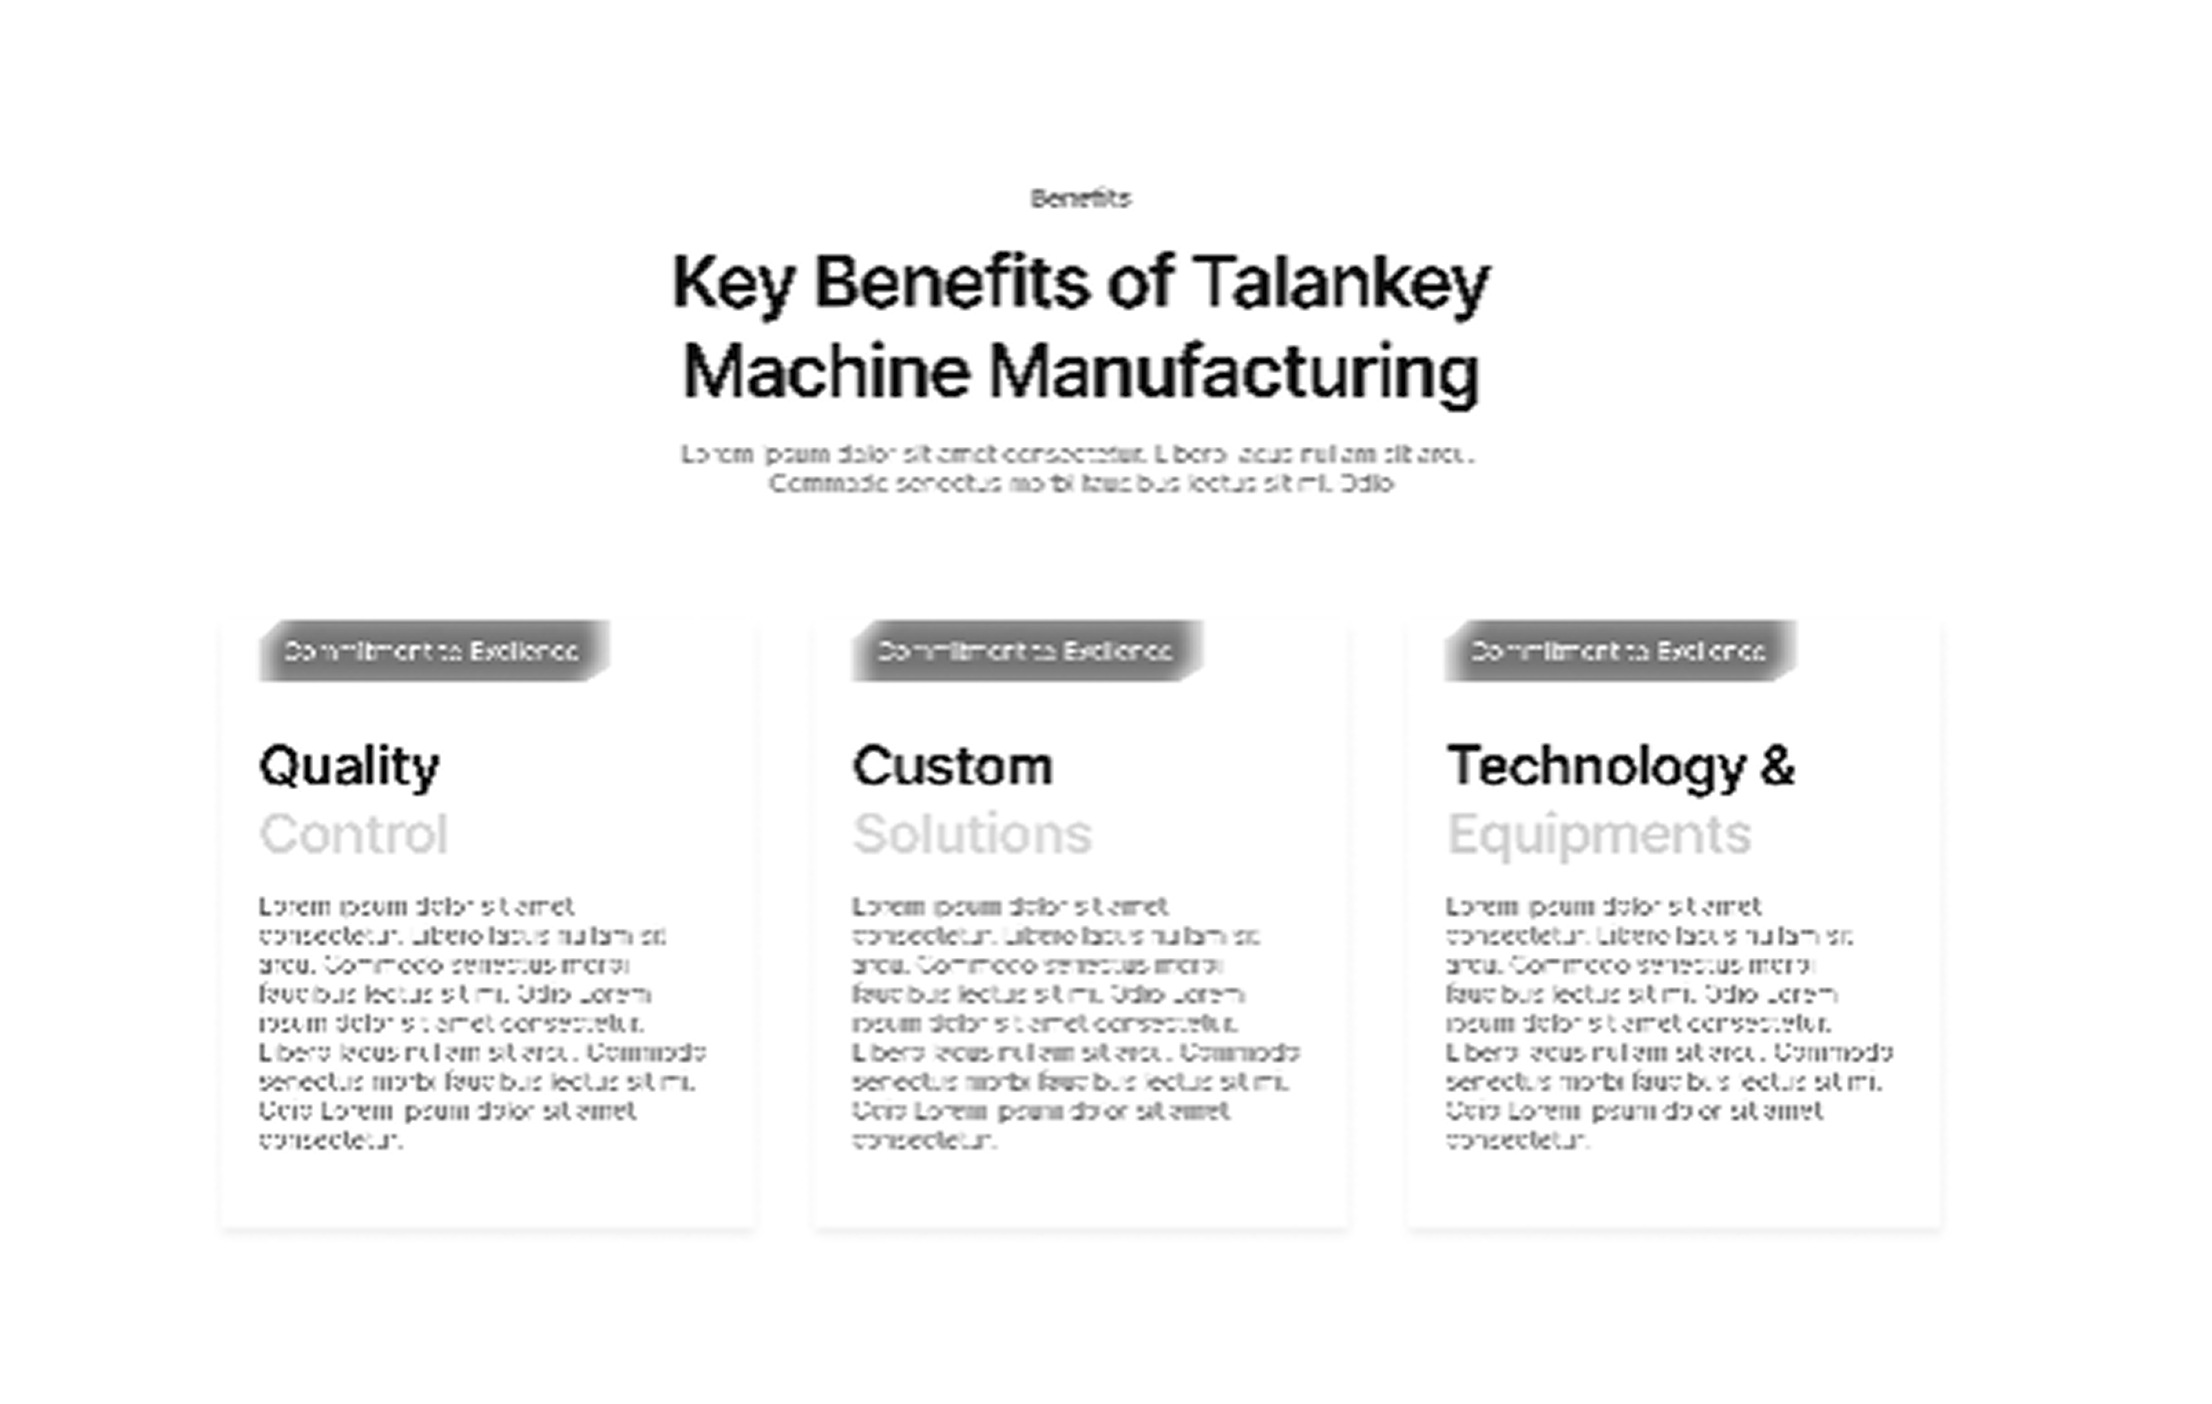 Benefits
Key Benefits of Talankey
Machine Manufacturing
Lorem ipsum dolor sit amet consectetur. Libero lacus nullam sit arcu.
Commodo senectus morbi faucibus lectus sit mi. Odio
Commitment to Exellence
Quality
Control
Lorem ipsum dolor sit amet
consectetur. Libero lacus nullam sit
arcu. Commodo senectus morbi
faucibus lectus sit mi. Odio Lorem
ipsum dolor sit amet consectetur.
Libero lacus nullam sit arcu. Commodo
senectus morbi faucibus lectus sit mi.
Odio Lorem ipsum dolor sit amet
consectetur.
Commitment to Exellence
Custom
Solutions
Lorem ipsum dolor sit amet
consectetur. Libero lacus nullam sit
arcu. Commodo senectus morbi
faucibus lectus sit mi. Odio Lorem
ipsum dolor sit amet consectetur.
Libero lacus nullam sit arcu. Commodo
senectus morbi faucibus lectus sit mi.
Odio Lorem ipsum dolor sit amet
consectetur.
Commitment to Exellence
Technology &
Equipments
Lorem ipsum dolor sit amet
consectetur. Libero lacus nullam sit
arcu. Commodo senectus morbi
faucibus lectus sit mi. Odio Lorem
ipsum dolor sit amet consectetur.
Libero lacus nullam sit arcu. Commodo
senectus morbi faucibus lectus sit mi.
Odio Lorem ipsum dolor sit amet
consectetur.